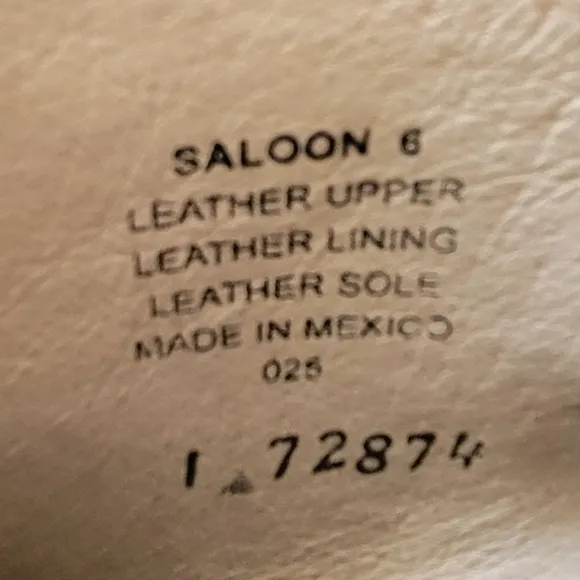 SALOON 6
LEATHER UPPER
LEATHER LINING
LEATHER SOLE
MADE IN MEXICO
025
1 72874